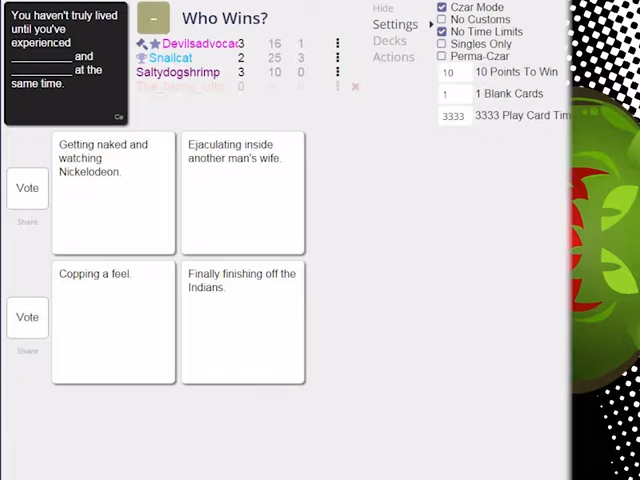 You haven't truly lived
until you've
experienced
__________ and
__________ at the
same time.
Ca
-
Who Wins?
Devilsadvocac 3 16 1
Snailcat 2 25 3
Saltydogshrimp 3 10 0
0 0
Hide
Settings
Decks
Actions
Czar Mode
No Customs
No Time Limits
Singles Only
Perma-Czar
10 10 Points To Win
1 1 Blank Cards
3333 3333 Play Card Tim
Vote
Share
Getting naked and
watching
Nickelodeon.
Ejaculating inside
another man's wife.
Vote
Share
Copping a feel.
Finally finishing off the
Indians.